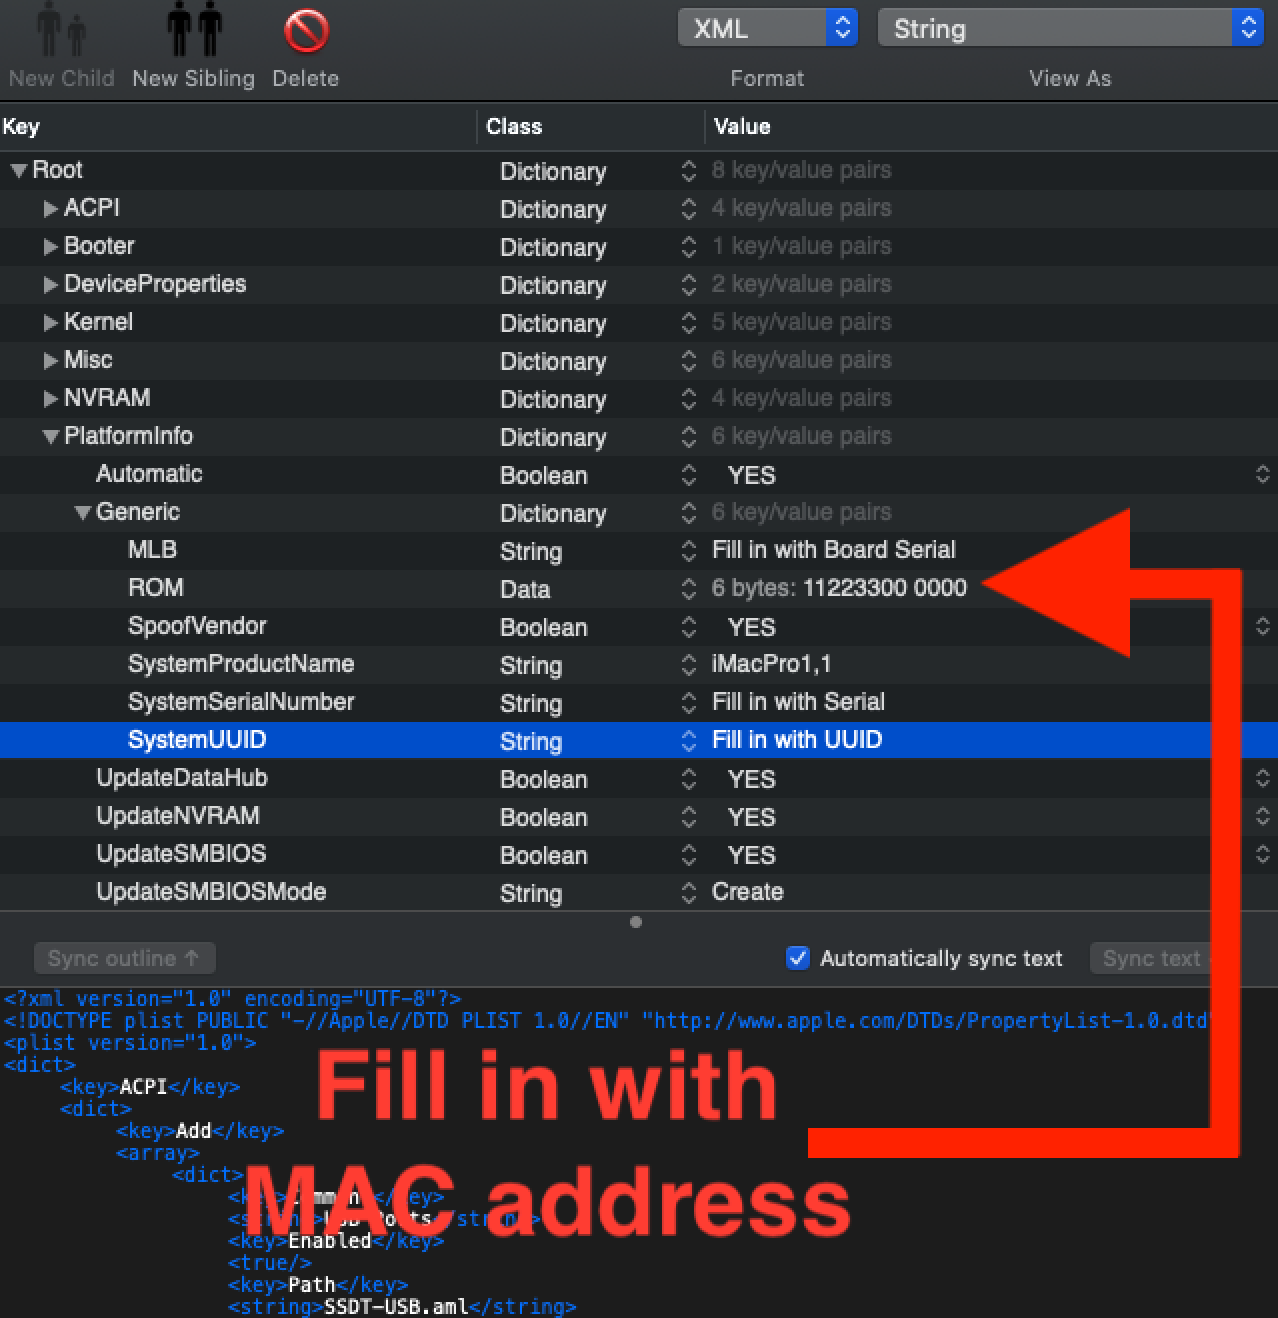 XML String
New Child New Sibling Delete Format View As
Key Class Value
Root Dictionary 8 key/value pairs
ACPI Dictionary 4 key/value pairs
Booter Dictionary 1 key/value pairs
DeviceProperties Dictionary 2 key/value pairs
Kernel Dictionary 5 key/value pairs
Misc Dictionary 6 key/value pairs
NVRAM Dictionary 4 key/value pairs
PlatformInfo Dictionary 6 key/value pairs
Automatic Boolean YES
Generic Dictionary 6 key/value pairs
MLB String Fill in with Board Serial
ROM Data 6 bytes: 11223300 0000
SpoofVendor Boolean YES
SystemProductName String iMacPro1,1
SystemSerialNumber String Fill in with Serial
SystemUUID String Fill in with UUID
UpdateDataHub Boolean YES
UpdateNVRAM Boolean YES
UpdateSMBIOS Boolean YES
UpdateSMBIOSMode String Create
Sync outline ↑ Automatically sync text Sync text
<?xml version="1.0" encoding="UTF-8"?>
<!DOCTYPE plist PUBLIC "-//Apple//DTD PLIST 1.0//EN" "http://www.apple.com/DTDs/PropertyList-1.0.dtd"
<plist version="1.0">
<dict>
<key>ACPI</key>
<dict>
<key>Add</key>
<array>
<dict>
</key>
<key>Enabled</key>
<true/>
<key>Path</key>
<string>SSDT-USB.aml</string>
Fill in with
MAC address